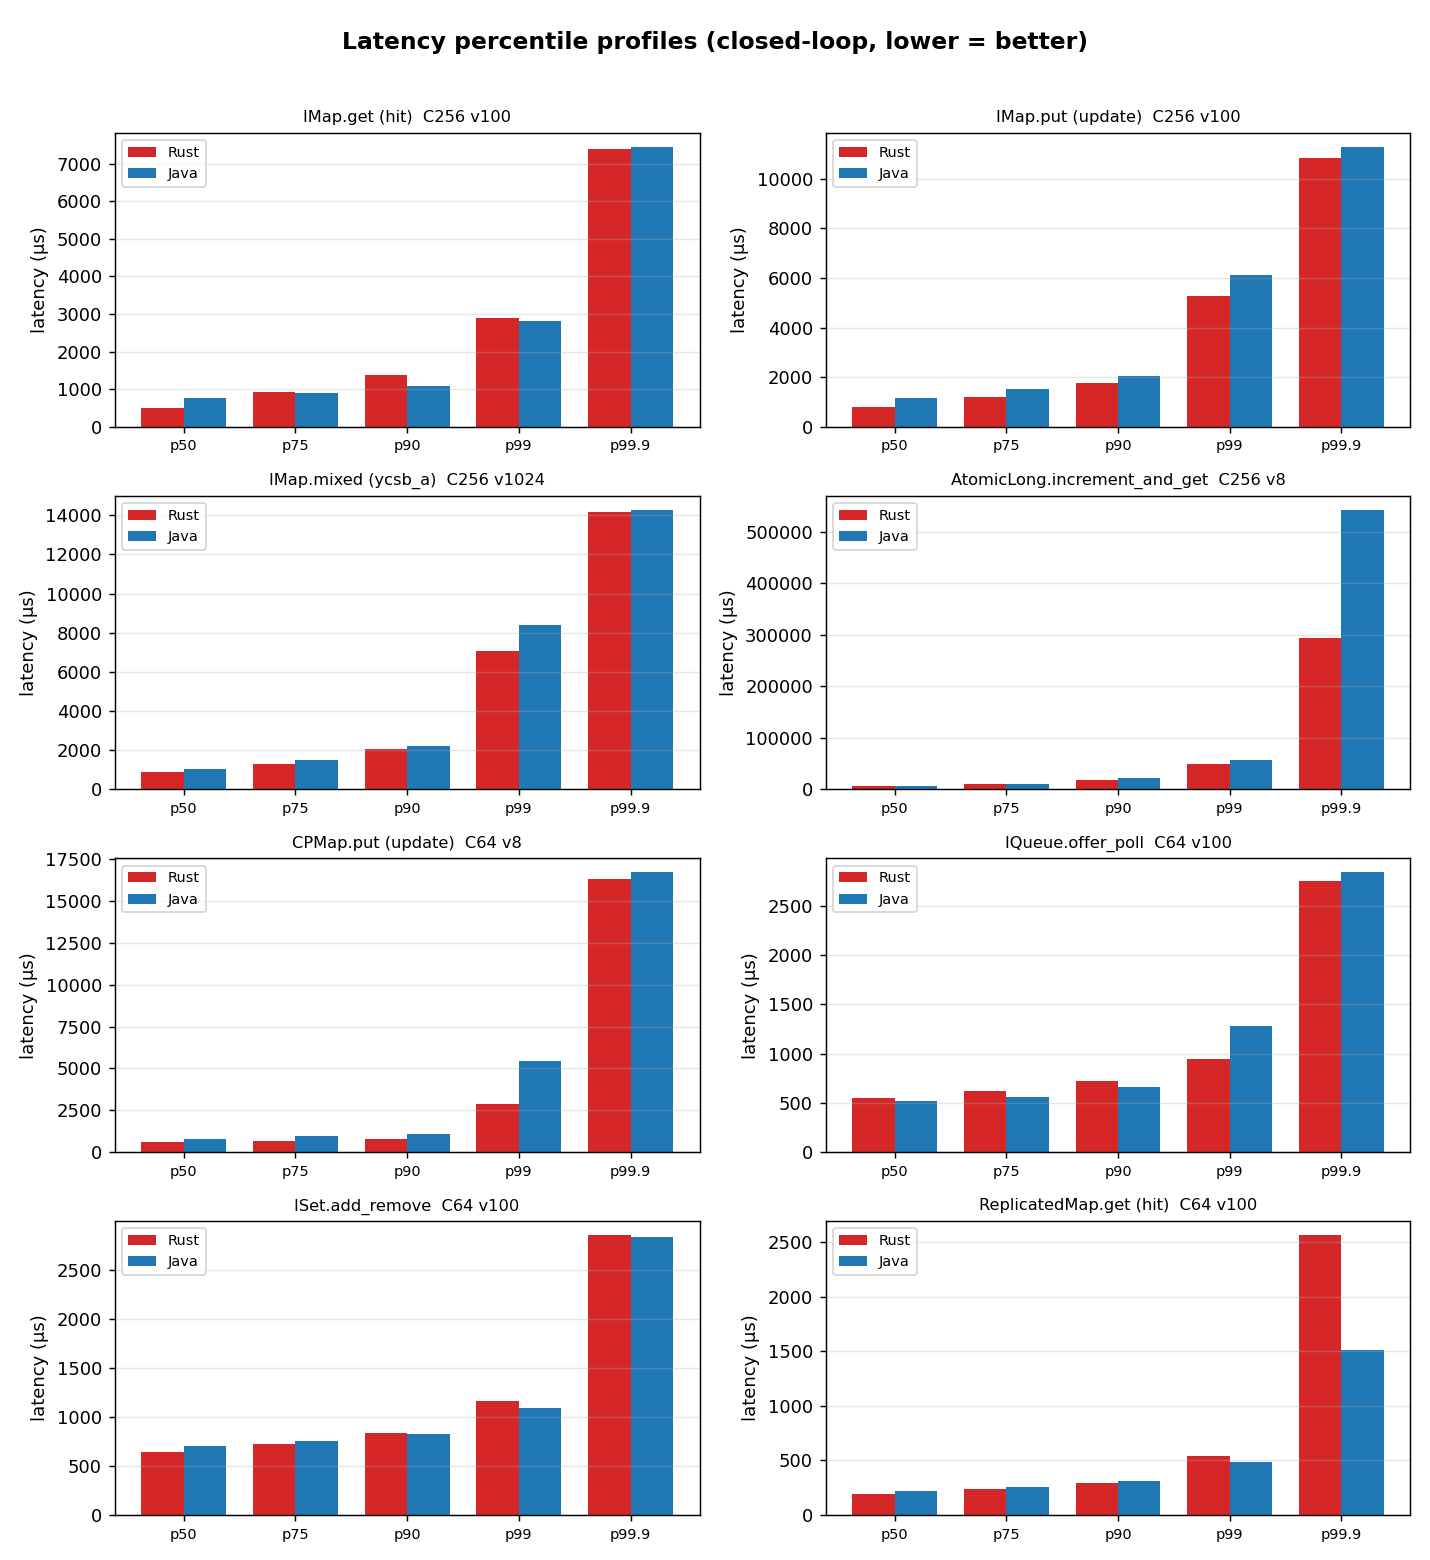 Latency percentile profiles (closed-loop, lower = better)
IMap.get (hit)  C256 v100
latency (µs)
7000
6000
5000
4000
3000
2000
1000
0
Rust
Java
p50 p75 p90 p99 p99.9
IMap.put (update)  C256 v100
latency (µs)
10000
8000
6000
4000
2000
0
Rust
Java
p50 p75 p90 p99 p99.9
IMap.mixed (ycsb_a)  C256 v1024
latency (µs)
14000
12000
10000
8000
6000
4000
2000
0
Rust
Java
p50 p75 p90 p99 p99.9
AtomicLong.increment_and_get  C256 v8
latency (µs)
500000
400000
300000
200000
100000
0
Rust
Java
p50 p75 p90 p99 p99.9
CPMap.put (update)  C64 v8
latency (µs)
17500
15000
12500
10000
7500
5000
2500
0
Rust
Java
p50 p75 p90 p99 p99.9
IQueue.offer_poll  C64 v100
latency (µs)
2500
2000
1500
1000
500
0
Rust
Java
p50 p75 p90 p99 p99.9
ISet.add_remove  C64 v100
latency (µs)
2500
2000
1500
1000
500
0
Rust
Java
p50 p75 p90 p99 p99.9
ReplicatedMap.get (hit)  C64 v100
latency (µs)
2500
2000
1500
1000
500
0
Rust
Java
p50 p75 p90 p99 p99.9